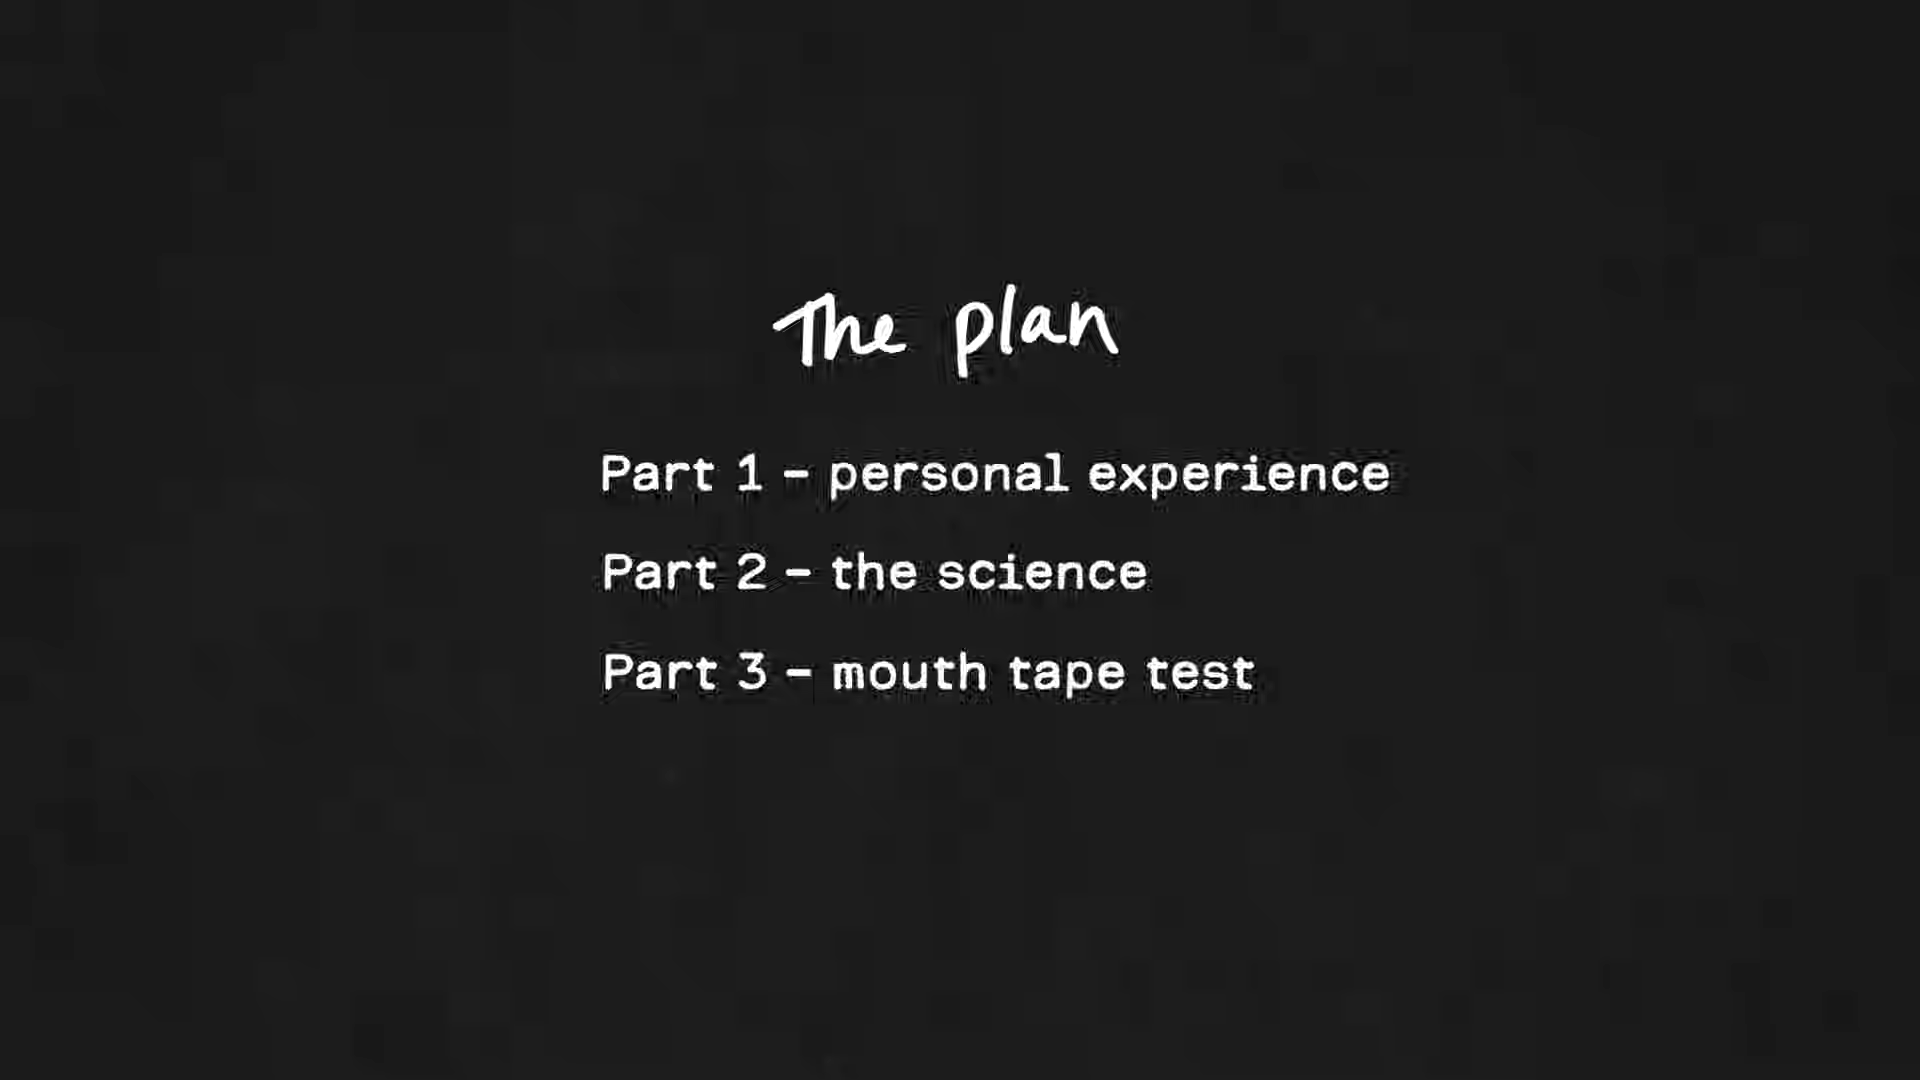 The plan
Part 1 – personal experience
Part 2 – the science
Part 3 – mouth tape test